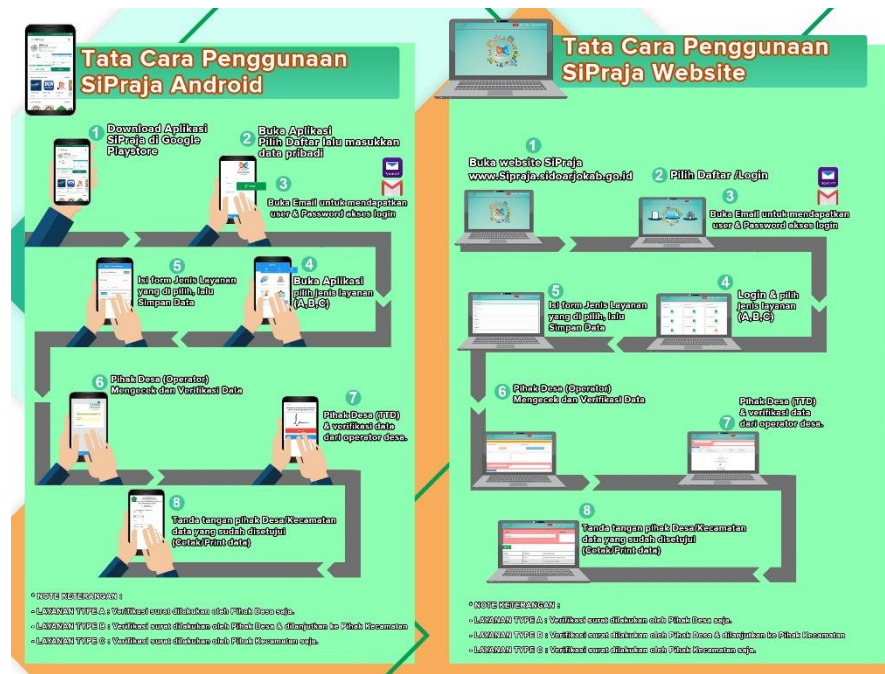 Tata Cara Penggunaan
SiPraja Android
1
Download Aplikasi
SiPraja di Google
Playstore
2
Buka Aplikasi
Pilih Daftar lalu masukkan
data pribadi
3
Buka Email untuk mendapatkan
user & Password akses login
4
Buka Aplikasi
pilih jenis layanan
(A,B,C)
5
Isi form Jenis Layanan
yang di pilih, lalu
Simpan Data
6
Pihak Desa (Operator)
Mengecek dan Verifikasi Data
7
Pihak Desa (TTD)
& verifikasi data
dari operator desa.
8
Tanda tangan pihak Desa/Kecamatan
data yang sudah disetujui
(Cetak/Print data)
* NOTE KETERANGAN :
- LAYANAN TYPE A : Verifikasi surat dilakukan oleh Pihak Desa saja.
- LAYANAN TYPE B : Verifikasi surat dilakukan oleh Pihak Desa & dilanjutkan ke Pihak Kecamatan
- LAYANAN TYPE C : Verifikasi surat dilakukan oleh Pihak Kecamatan saja.
Tata Cara Penggunaan
SiPraja Website
1
Buka website SiPraja
www.Sipraja.sidoarjokab.go.id
2
Pilih Daftar /Login
3
Buka Email untuk mendapatkan
user & Password akses login
4
Login & pilih
jenis layanan
(A,B,C)
5
Isi form Jenis Layanan
yang di pilih, lalu
Simpan Data
6
Pihak Desa (Operator)
Mengecek dan Verifikasi Data
7
Pihak Desa (TTD)
& verifikasi data
dari operator desa.
8
Tanda tangan pihak Desa/Kecamatan
data yang sudah disetujui
(Cetak/Print data)
* NOTE KETERANGAN :
- LAYANAN TYPE A : Verifikasi surat dilakukan oleh Pihak Desa saja.
- LAYANAN TYPE B : Verifikasi surat dilakukan oleh Pihak Desa & dilanjutkan ke Pihak Kecamatan
- LAYANAN TYPE C : Verifikasi surat dilakukan oleh Pihak Kecamatan saja.